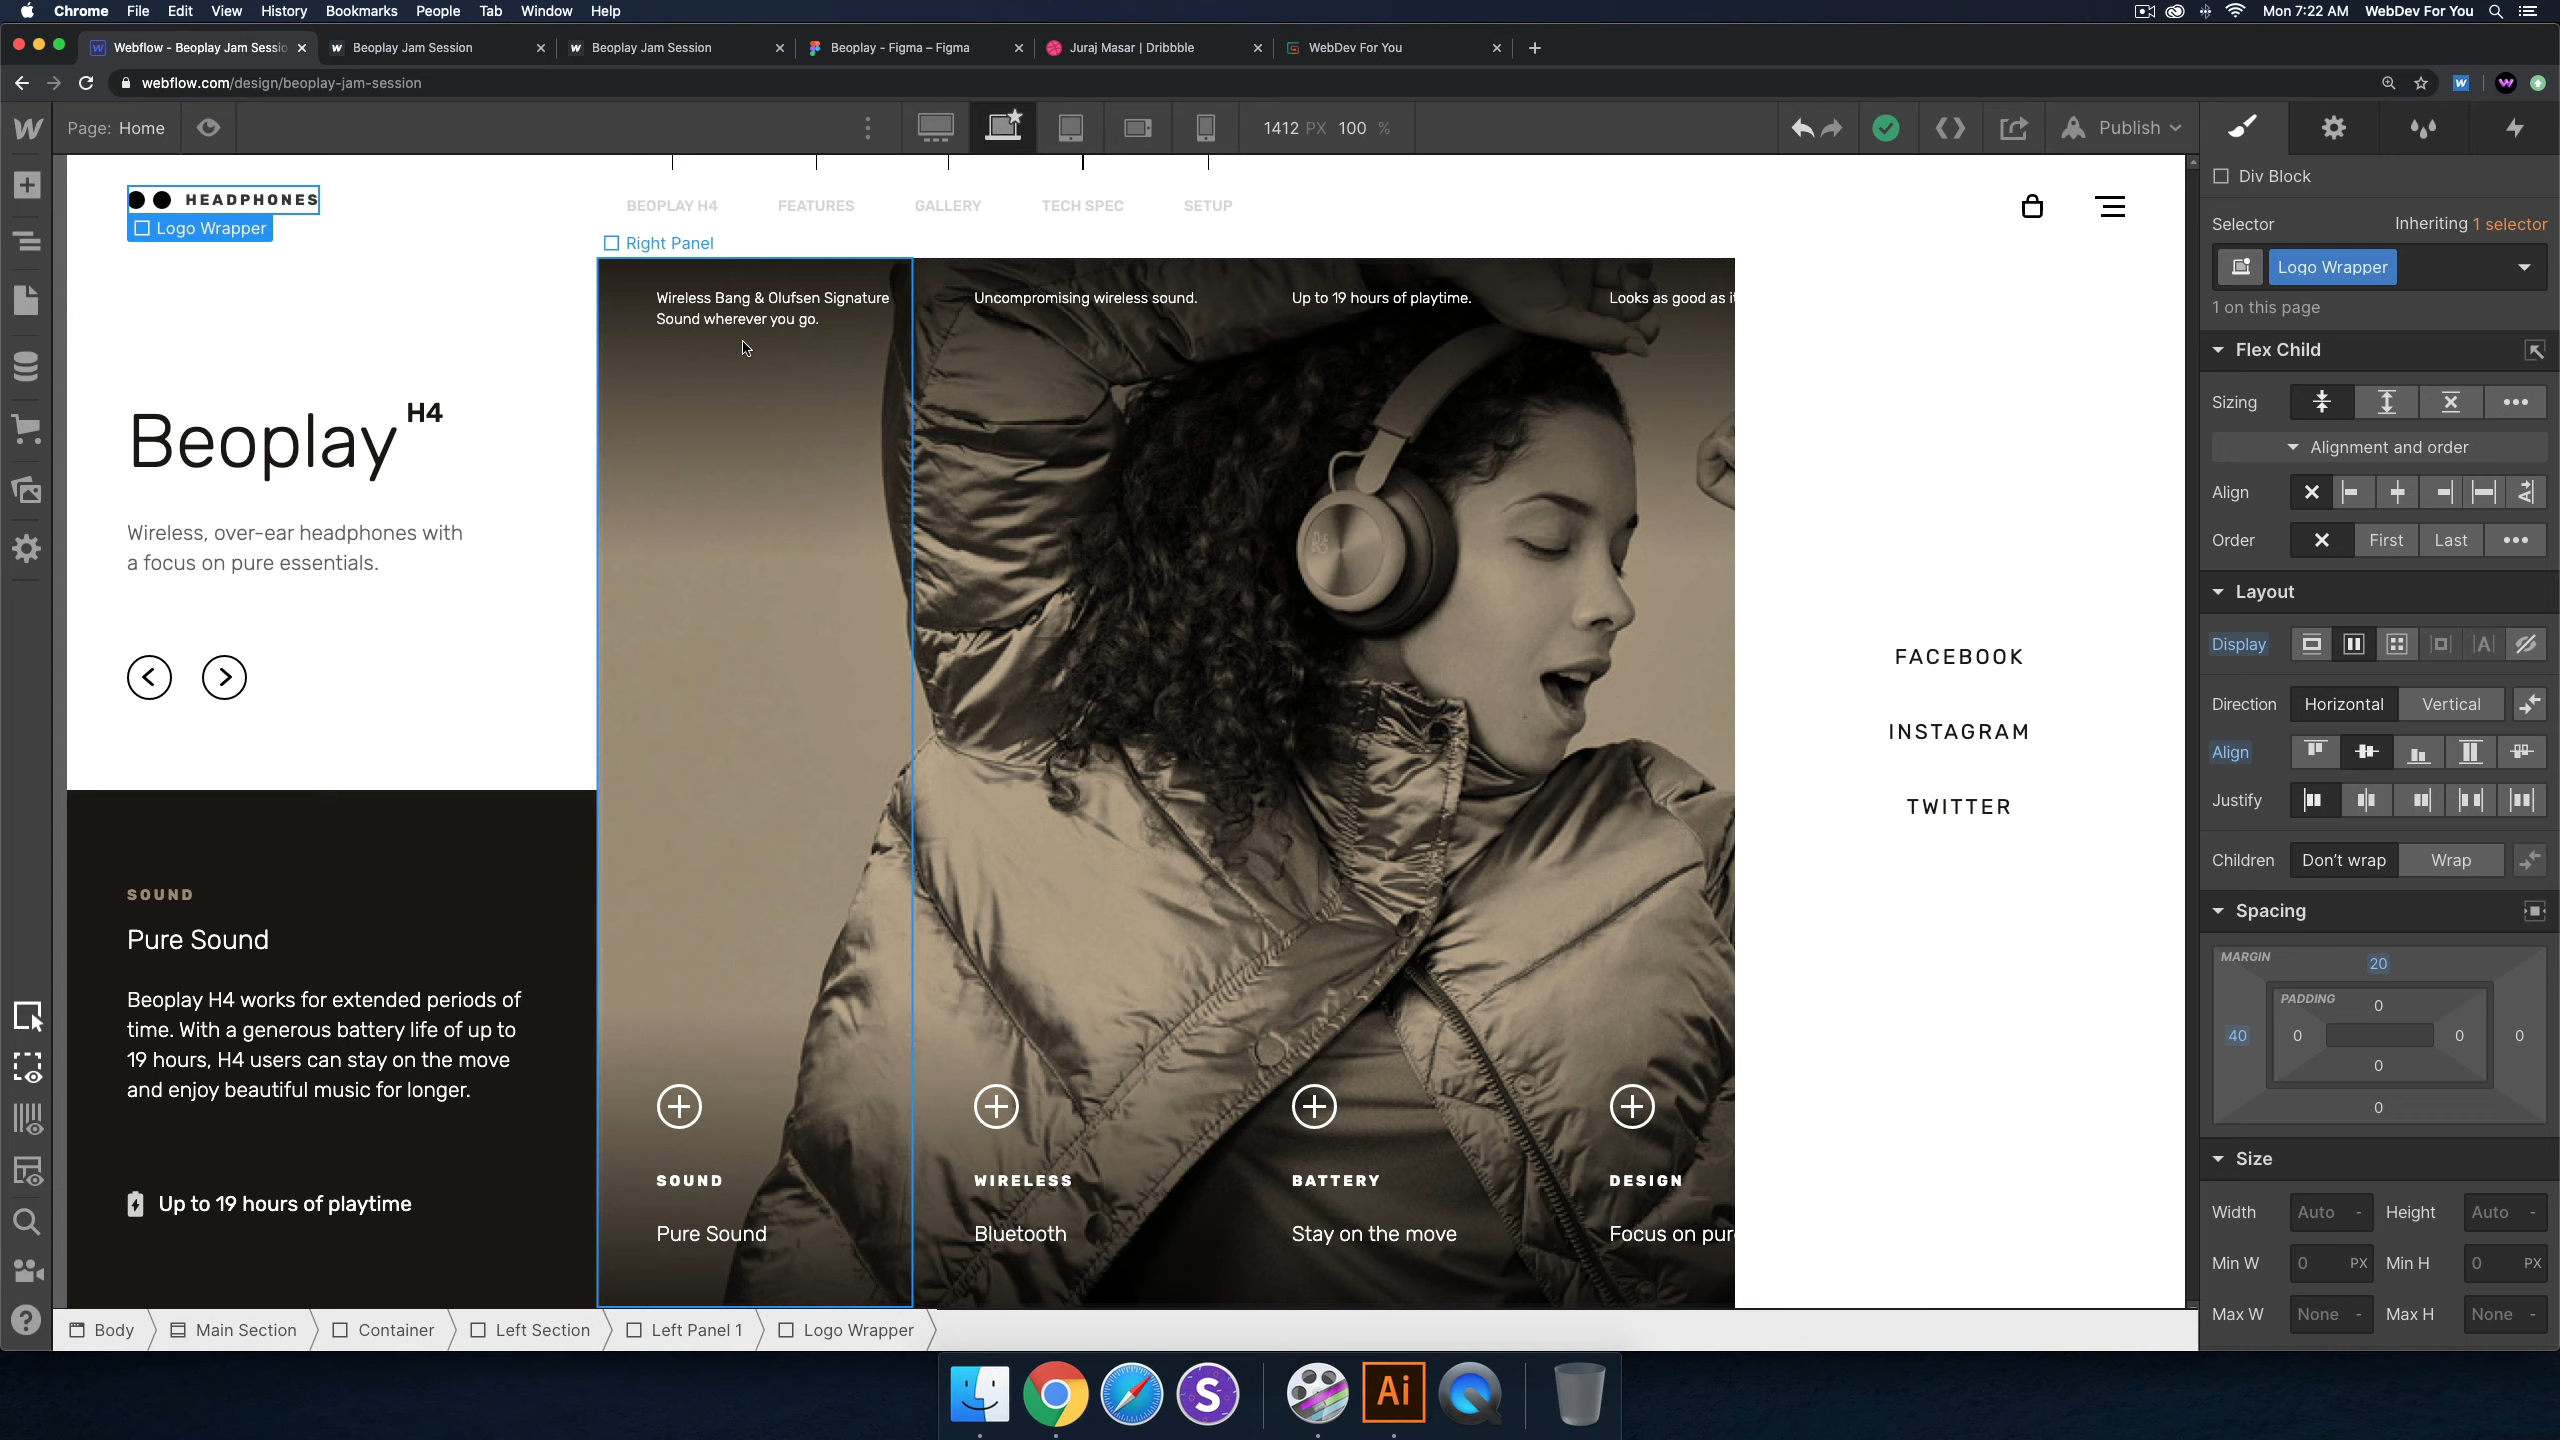 Chrome File Edit View History Bookmarks People Tab Window Help
Mon 7:22 AM WebDev For You
Webflow - Beoplay Jam Sessio
Beoplay Jam Session
Beoplay Jam Session
Beoplay - Figma – Figma
Juraj Masar | Dribbble
WebDev For You
webflow.com/design/beoplay-jam-session
Page: Home
1412 PX 100 %
Publish
HEADPHONES
Logo Wrapper
BEOPLAY H4 FEATURES GALLERY TECH SPEC SETUP
Right Panel
Wireless Bang & Olufsen Signature
Sound wherever you go.
Uncompromising wireless sound.
Up to 19 hours of playtime.
Looks as good as i
Beoplay H4
Wireless, over-ear headphones with
a focus on pure essentials.
SOUND
Pure Sound
Beoplay H4 works for extended periods of
time. With a generous battery life of up to
19 hours, H4 users can stay on the move
and enjoy beautiful music for longer.
Up to 19 hours of playtime
SOUND
Pure Sound
WIRELESS
Bluetooth
BATTERY
Stay on the move
DESIGN
Focus on pur
FACEBOOK
INSTAGRAM
TWITTER
Div Block
Selector Inheriting 1 selector
Logo Wrapper
1 on this page
Flex Child
Sizing
Alignment and order
Align
Order First Last
Layout
Display
Direction Horizontal Vertical
Align
Justify
Children Don't wrap Wrap
Spacing
MARGIN
20
PADDING
0
40 0 0 0
0
0
Size
Width Auto - Height Auto -
Min W 0 PX Min H 0 PX
Max W None - Max H None -
Body Main Section Container Left Section Left Panel 1 Logo Wrapper
Ai